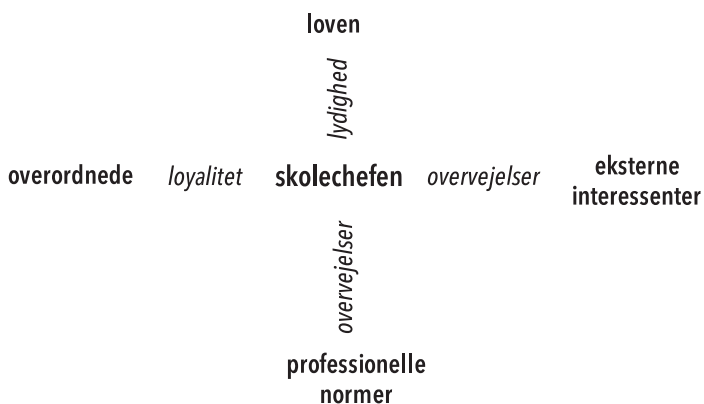 loven
lydighed
overordnede loyalitet skolechefen overvejelser eksterne
interessenter
overvejelser
professionelle
normer